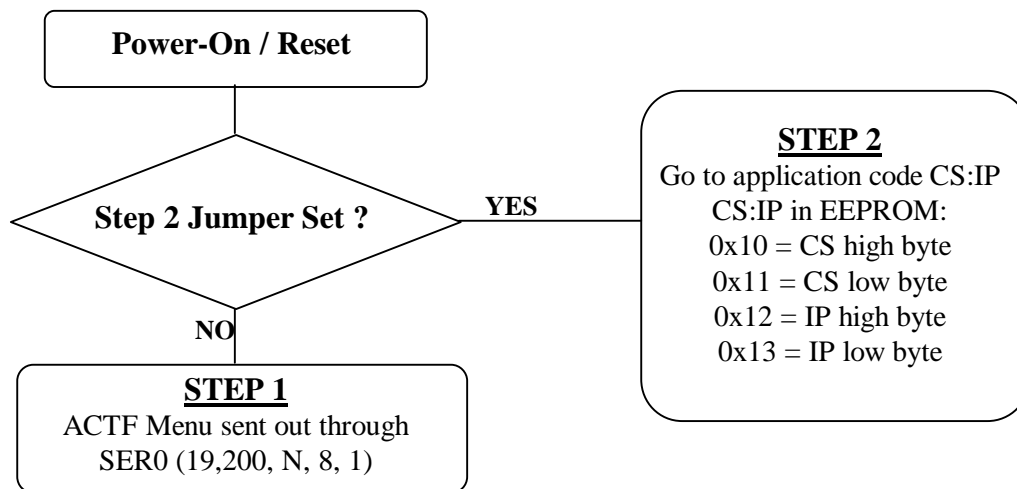 Power-On / Reset
Step 2 Jumper Set ?
YES
NO
STEP 2
Go to application code CS:IP
CS:IP in EEPROM:
0x10 = CS high byte
0x11 = CS low byte
0x12 = IP high byte
0x13 = IP low byte
STEP 1
ACTF Menu sent out through
SER0 (19,200, N, 8, 1)